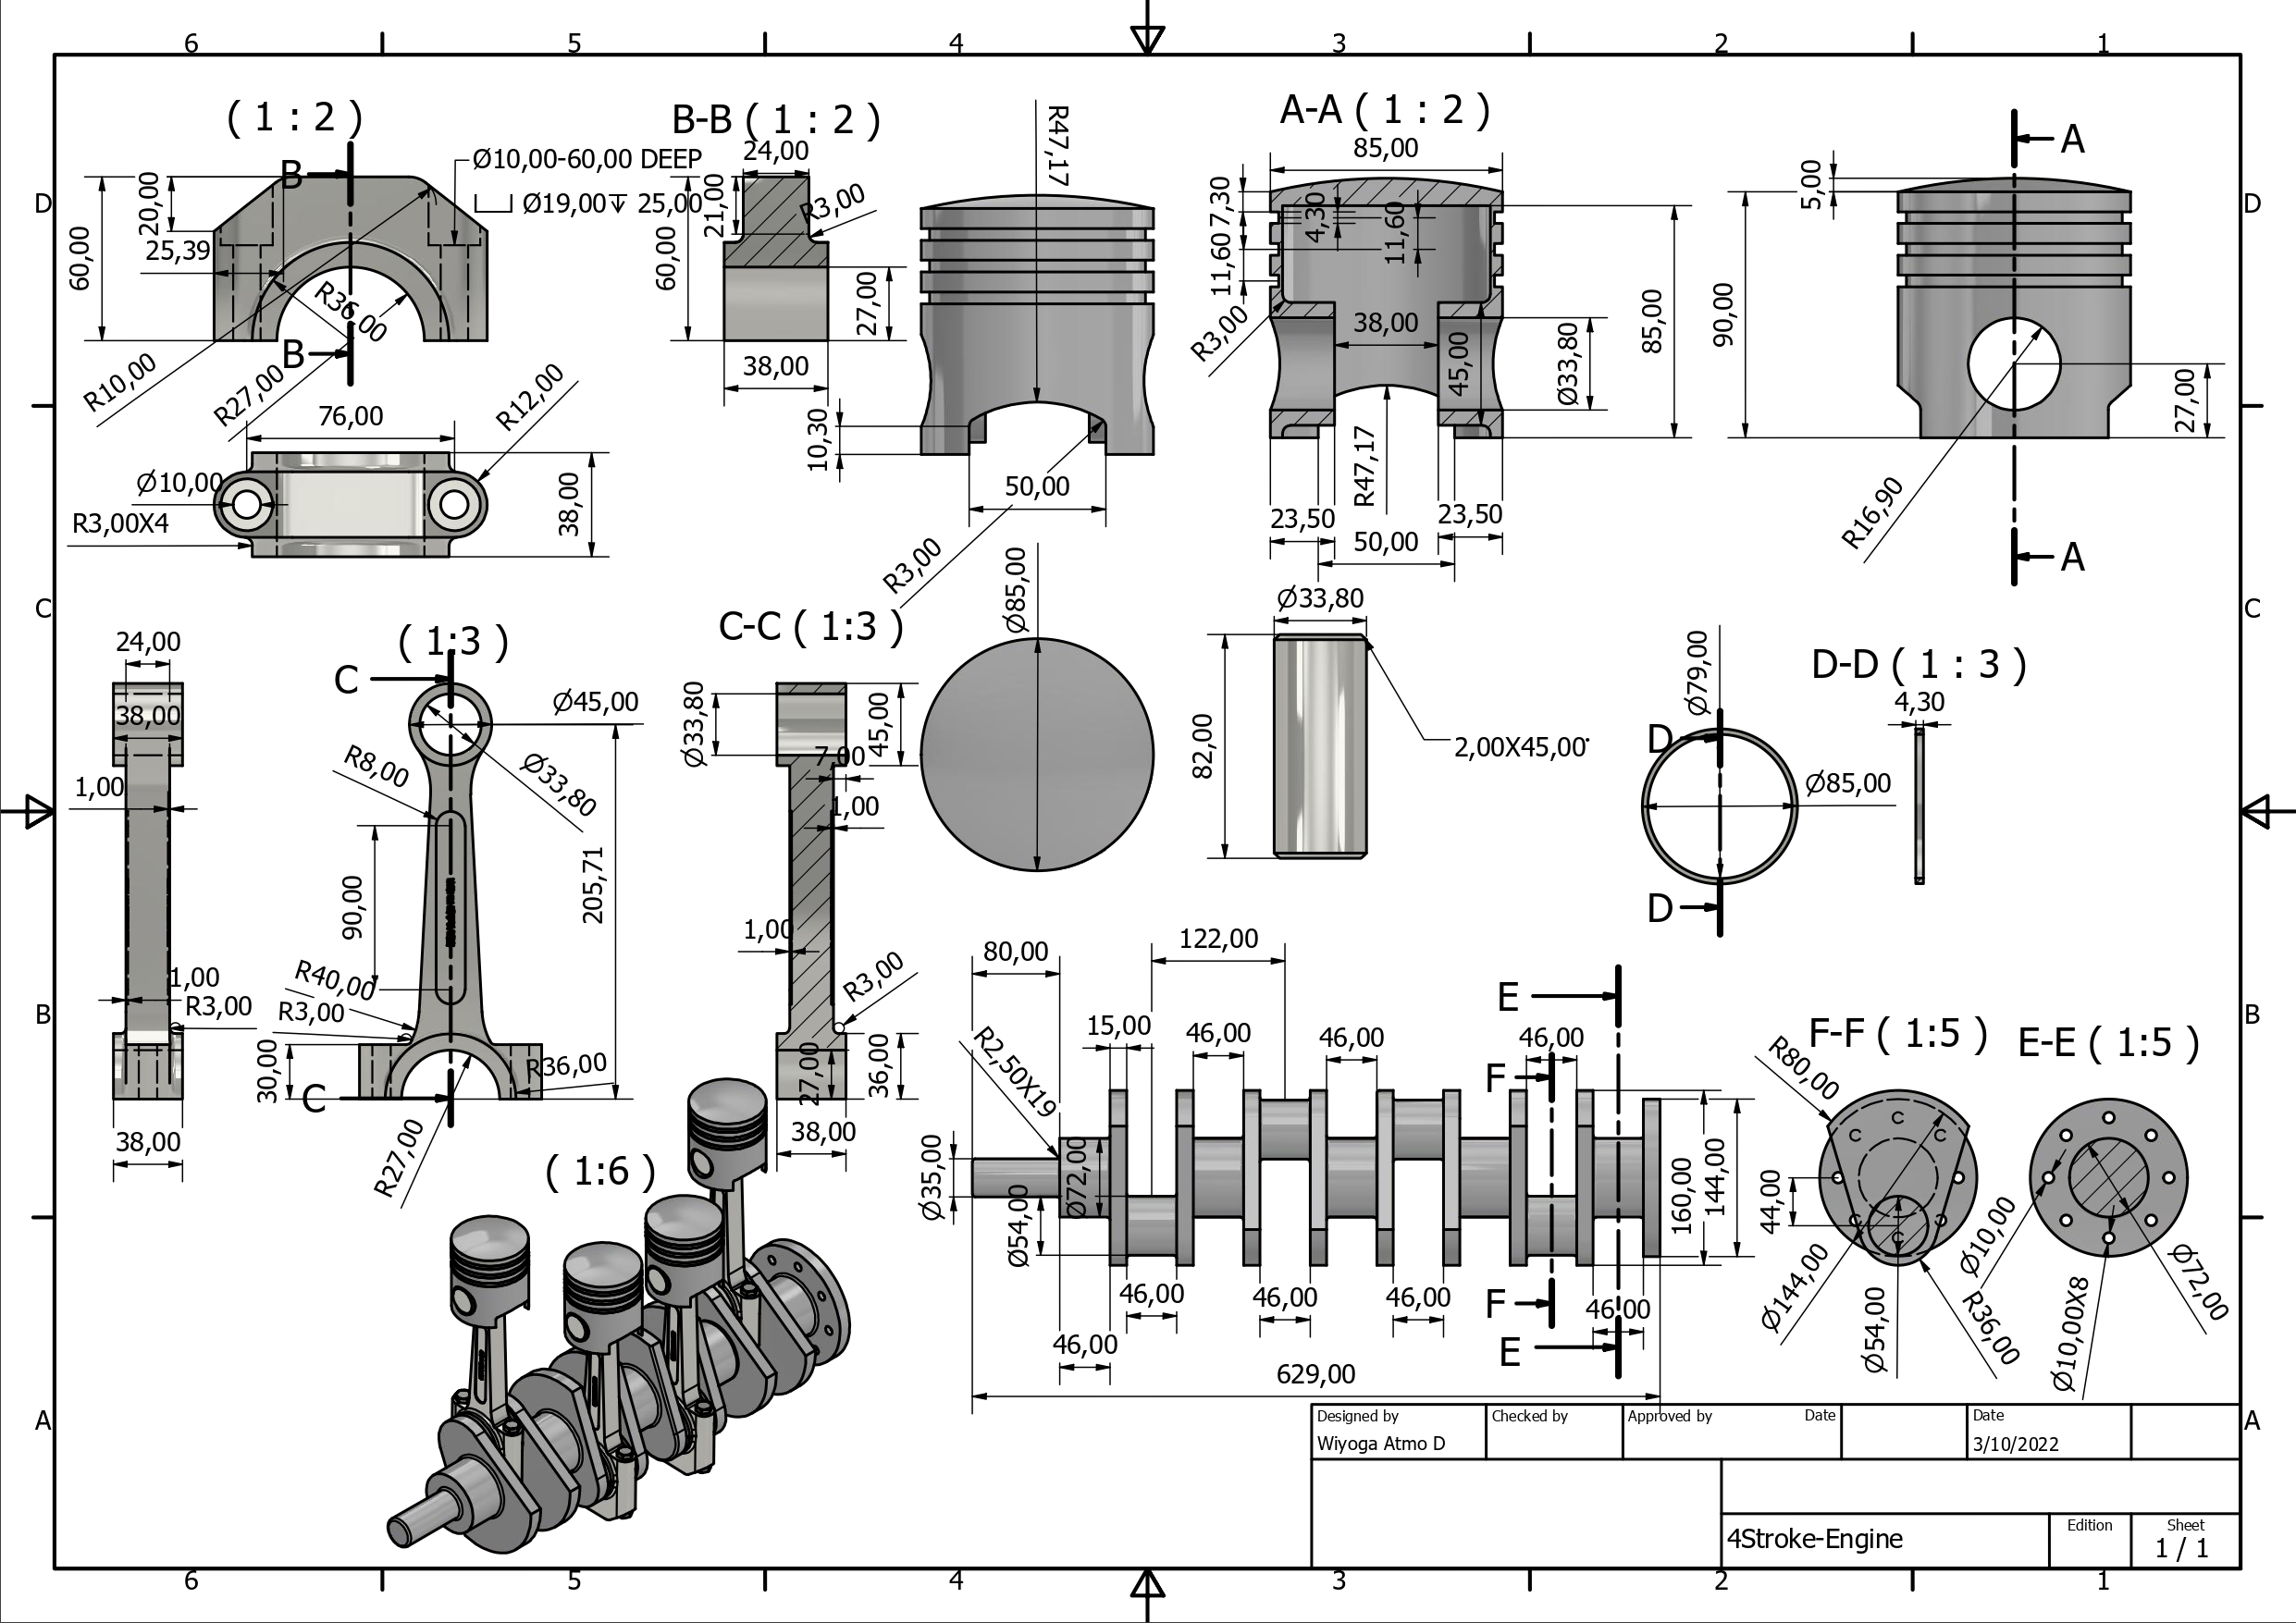 6 5 4 3 2 1
D
D
( 1 : 2 )
B
B
Ø10,00-60,00 DEEP
⌴ Ø19,00↧ 25,00
20,00
60,00
25,39
R36,00
R10,00
R27,00
76,00
R12,00
Ø10,00
R3,00X4
38,00
B-B ( 1 : 2 )
24,00
21,00
60,00
R3,00
27,00
38,00
R47,17
10,30
50,00
R3,00
A-A ( 1 : 2 )
85,00
7,30
11,60
4,30
11,60
R3,00
38,00
45,00
Ø33,80
85,00
R47,17
23,50
23,50
50,00
A
A
5,00
90,00
27,00
R16,90
C
C
24,00
38,00
1,00
1,00
R3,00
38,00
( 1:3 )
C
C
Ø45,00
R8,00
Ø33,80
90,00
205,71
R40,00
R3,00
30,00
R36,00
R27,00
C-C ( 1:3 )
Ø33,80
45,00
7,00
1,00
1,00
R3,00
27,00
36,00
38,00
Ø85,00
Ø33,80
82,00
2,00X45,00°
D-D ( 1 : 3 )
Ø79,00
D
D
Ø85,00
4,30
B
B
80,00
122,00
15,00
46,00
46,00
46,00
R2,50X19
Ø35,00
Ø72,00
Ø54,00
E
E
F
F
160,00
144,00
46,00
46,00
46,00
46,00
46,00
629,00
F-F ( 1:5 )
R80,00
44,00
Ø144,00
Ø54,00
R36,00
E-E ( 1:5 )
Ø10,00
Ø10,00X8
Ø72,00
( 1:6 )
A
A
Designed by
Wiyoga Atmo D
Checked by
Approved by
Date
Date
3/10/2022
4Stroke-Engine
Edition
Sheet
1 / 1
6 5 4 3 2 1